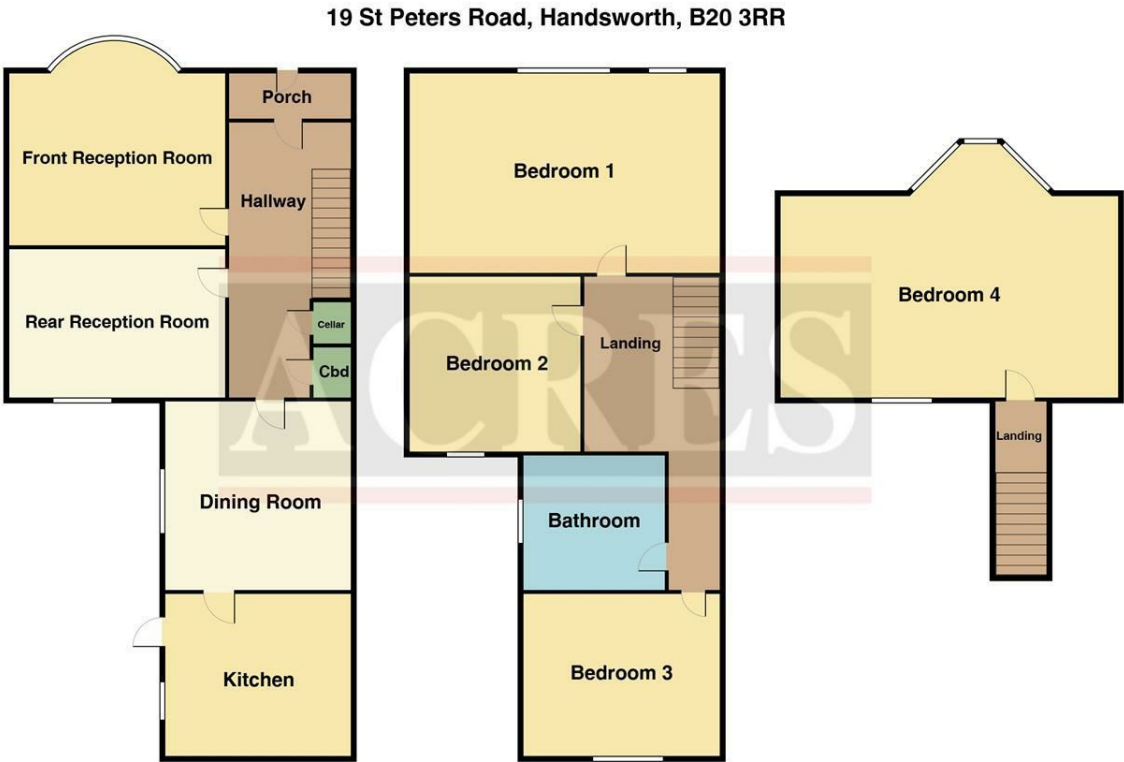 19 St Peters Road, Handsworth, B20 3RR
Porch
Front Reception Room
Hallway
Rear Reception Room
Cellar
Cbd
Dining Room
Kitchen
Bedroom 1
Bedroom 2
Landing
Bathroom
Bedroom 3
Bedroom 4
Landing
ACRES